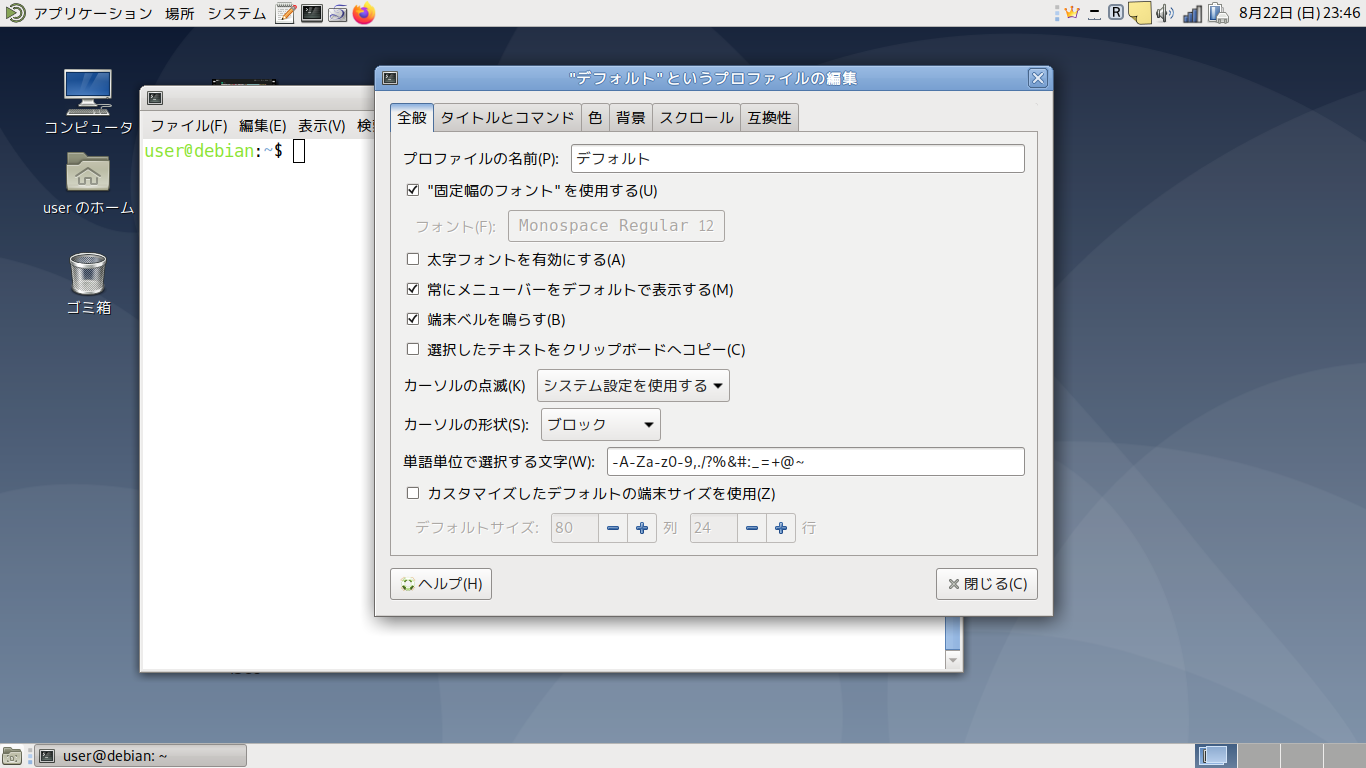 アプリケーション 場所 システム
R
8月22日 (日) 23:46
コンピュータ
user のホーム
ゴミ箱
ファイル(F) 編集(E) 表示(V)
user@debian:~$
"デフォルト" というプロファイルの編集
全般 タイトルとコマンド 色 背景 スクロール 互換性
プロファイルの名前(P): デフォルト
"固定幅のフォント" を使用する(U)
フォント(F): Monospace Regular 12
太字フォントを有効にする(A)
常にメニューバーをデフォルトで表示する(M)
端末ベルを鳴らす(B)
選択したテキストをクリップボードへコピー(C)
カーソルの点滅(K) システム設定を使用する
カーソルの形状(S): ブロック
単語単位で選択する文字(W): -A-Za-z0-9,./?%&#:_=+@~
カスタマイズしたデフォルトの端末サイズを使用(Z)
デフォルトサイズ: 80 列 24 行
ヘルプ(H) 閉じる(C)
user@debian: ~